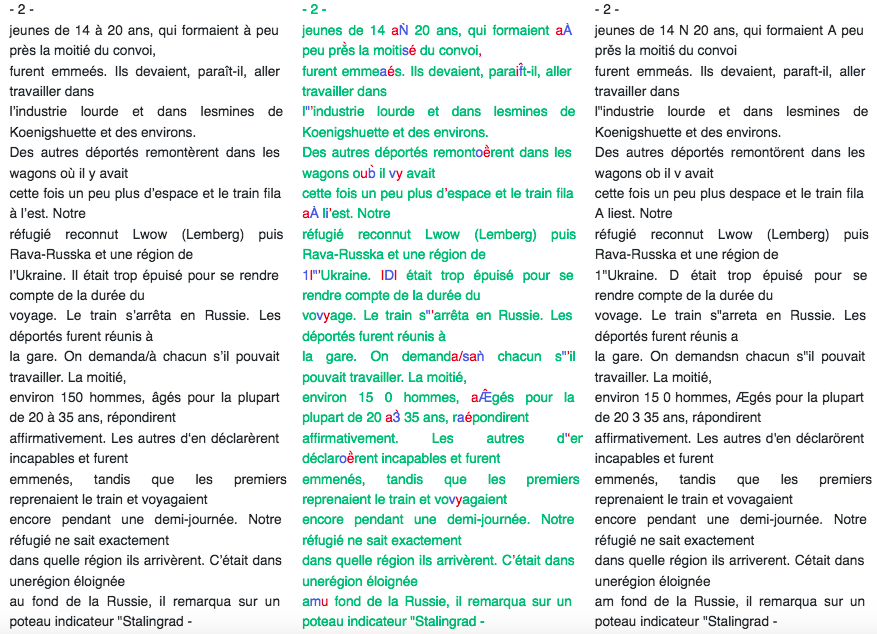 - 2 -
jeunes de 14 à 20 ans, qui formaient à peu
près la moitié du convoi,
furent emmeés. Ils devaient, paraît-il, aller
travailler dans
l'industrie lourde et dans lesmines de
Koenigshuette et des environs.
Des autres déportés remontèrent dans les
wagons où il y avait
cette fois un peu plus d'espace et le train fila
à l'est. Notre
réfugié reconnut Lwow (Lemberg) puis
Rava-Russka et une région de
l'Ukraine. Il était trop épuisé pour se rendre
compte de la durée du
voyage. Le train s'arrêta en Russie. Les
déportés furent réunis à
la gare. On demanda/à chacun s'il pouvait
travailler. La moitié,
environ 150 hommes, âgés pour la plupart
de 20 à 35 ans, répondirent
affirmativement. Les autres d'en déclarèrent
incapables et furent
emmenés, tandis que les premiers
reprenaient le train et voyagaient
encore pendant une demi-journée. Notre
réfugié ne sait exactement
dans quelle région ils arrivèrent. C'était dans
unerégion éloignée
au fond de la Russie, il remarqua sur un
poteau indicateur "Stalingrad -
- 2 -
jeunes de 14 aǸ 20 ans, qui formaient aÀ
peu près la moitisé du convoi,
furent emmeaés. Ils devaient, paraift-il, aller
travailler dans
l"'industrie lourde et dans lesmines de
Koenigshuette et des environs.
Des autres déportés remontoèrent dans les
wagons oub̀ il vy avait
cette fois un peu plus d'espace et le train fila
aÀ li'est. Notre
réfugié reconnut Lwow (Lemberg) puis
Rava-Russka et une région de
1l"'Ukraine. IDl était trop épuisé pour se
rendre compte de la durée du
vovyage. Le train s"'arrêta en Russie. Les
déportés furent réunis à
la gare. On demanda/saǹ chacun s"'il
pouvait travailler. La moitié,
environ 15 0 hommes, aÆ̂gés pour la
plupart de 20 a3̀ 35 ans, raépondirent
affirmativement. Les autres d'"en
déclaroèrent incapables et furent
emmenés, tandis que les premiers
reprenaient le train et vovyagaient
encore pendant une demi-journée. Notre
réfugié ne sait exactement
dans quelle région ils arrivèrent. C'était dans
unerégion éloignée
amu fond de la Russie, il remarqua sur un
poteau indicateur "Stalingrad -
- 2 -
jeunes de 14 N 20 ans, qui formaient A peu
prěs la moitiś du convoi
furent emmeás. Ils devaient, paraft-il, aller
travailler dans
l"industrie lourde et dans lesmines de
Koenigshuette et des environs.
Des autres déportés remontörent dans les
wagons ob il v avait
cette fois un peu plus despace et le train fila
A liest. Notre
réfugié reconnut Lwow (Lemberg) puis
Rava-Russka et une région de
1"Ukraine. D était trop épuisé pour se
rendre compte de la durée du
vovage. Le train s"arreta en Russie. Les
déportés furent réunis a
la gare. On demandsn chacun s"il pouvait
travailler. La moitié,
environ 15 0 hommes, Ægés pour la plupart
de 20 3 35 ans, rápondirent
affirmativement. Les autres d'en déclarörent
incapables et furent
emmenés, tandis que les premiers
reprenaient le train et vovagaient
encore pendant une demi-journée. Notre
réfugié ne sait exactement
dans quelle région ils arriverent. Cétait dans
unerégion éloignée
am fond de la Russie, il remarqua sur un
poteau indicateur "Stalingrad -